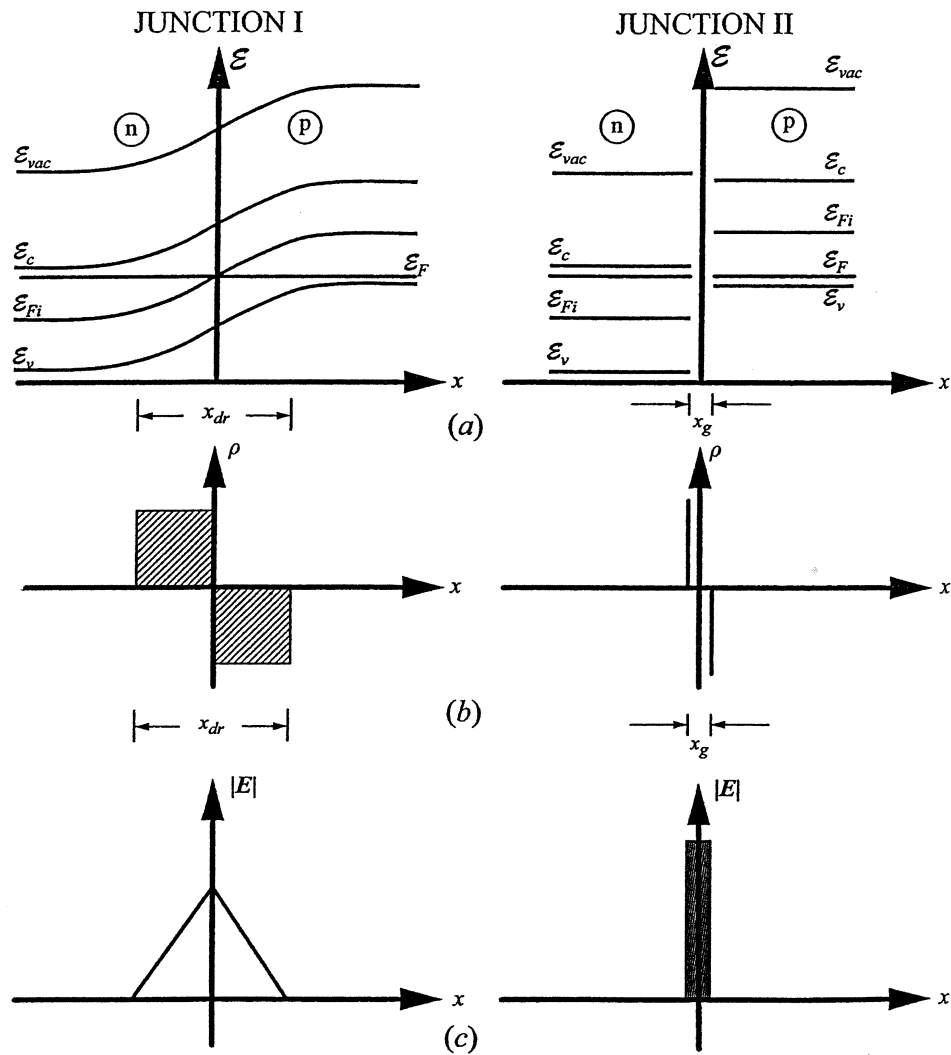 JUNCTION I
JUNCTION II
ℰ
ℰ
n
p
n
p
ℰvac
ℰvac
ℰvac
ℰc
ℰF
ℰFi
ℰv
ℰc
ℰFi
ℰv
ℰc
ℰFi
ℰF
ℰv
x
x
xdr
(a)
xg
ρ
ρ
x
x
xdr
(b)
xg
|E|
|E|
x
x
(c)